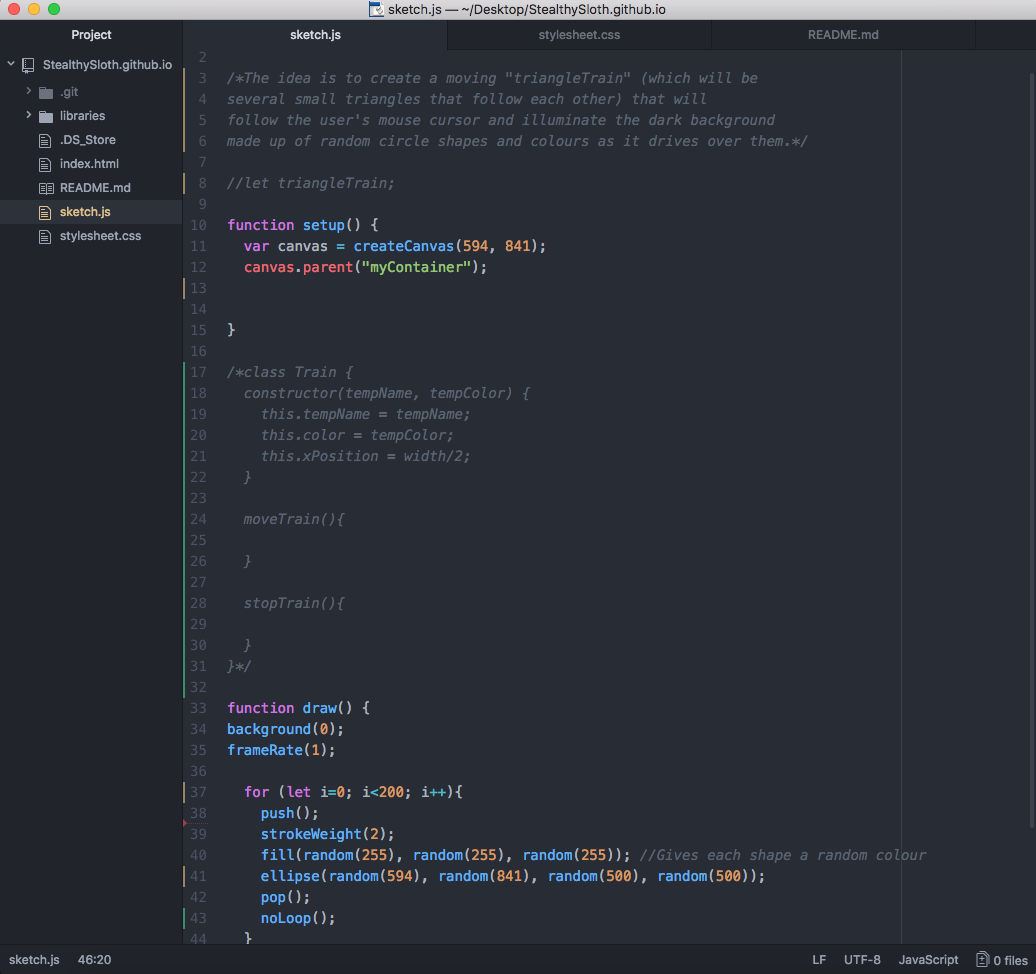 sketch.js — ~/Desktop/StealthySloth.github.io
Project
sketch.js
stylesheet.css
README.md
StealthySloth.github.io
.git
libraries
.DS_Store
index.html
README.md
sketch.js
stylesheet.css
2
3 /*The idea is to create a moving "triangleTrain" (which will be
4 several small triangles that follow each other) that will
5 follow the user's mouse cursor and illuminate the dark background
6 made up of random circle shapes and colours as it drives over them.*/
7
8 //let triangleTrain;
9
10 function setup() {
11   var canvas = createCanvas(594, 841);
12   canvas.parent("myContainer");
13
14
15 }
16
17 /*class Train {
18   constructor(tempName, tempColor) {
19     this.tempName = tempName;
20     this.color = tempColor;
21     this.xPosition = width/2;
22   }
23
24   moveTrain(){
25
26   }
27
28   stopTrain(){
29
30   }
31 }*/
32
33 function draw() {
34 background(0);
35 frameRate(1);
36
37   for (let i=0; i<200; i++){
38     push();
39     strokeWeight(2);
40     fill(random(255), random(255), random(255)); //Gives each shape a random colour
41     ellipse(random(594), random(841), random(500), random(500));
42     pop();
43     noLoop();
44   }
sketch.js 46:20 LF UTF-8 JavaScript 0 files